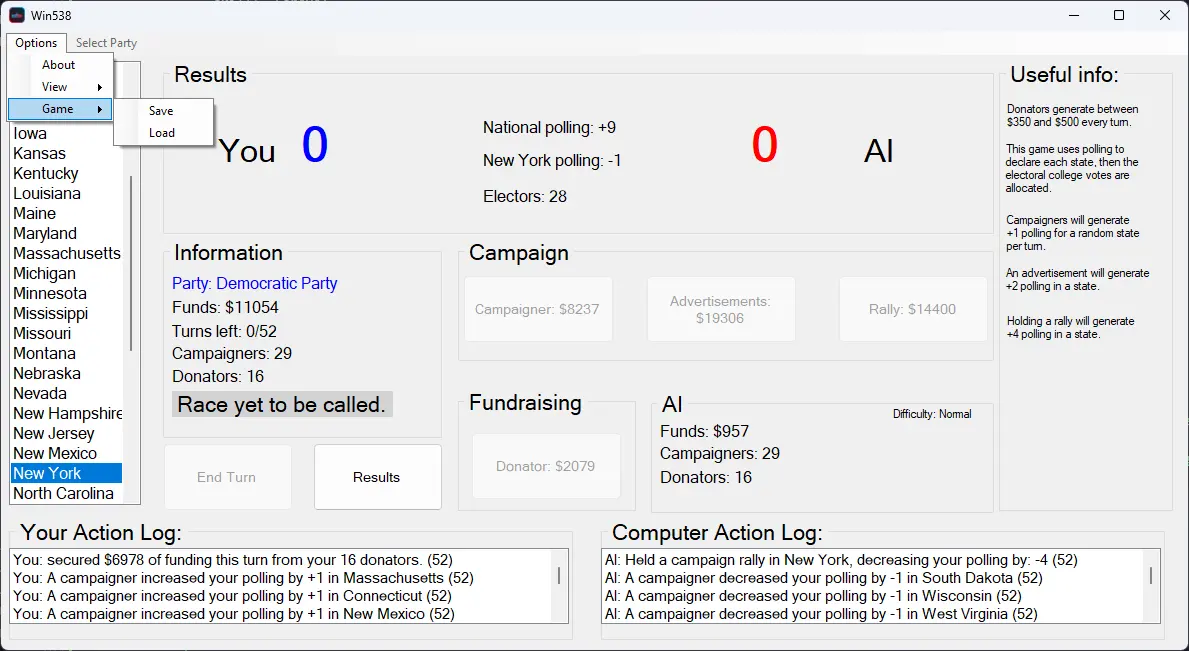 Win538
Options
Select Party
About
View
Game
Save
Load
Iowa
Kansas
Kentucky
Louisiana
Maine
Maryland
Massachusetts
Michigan
Minnesota
Mississippi
Missouri
Montana
Nebraska
Nevada
New Hampshire
New Jersey
New Mexico
New York
North Carolina
Results
You 0
National polling: +9
New York polling: -1
Electors: 28
0 AI
Useful info:
Donators generate between
$350 and $500 every turn.
This game uses polling to
declare each state, then the
electoral college votes are
allocated.
Campaigners will generate
+1 polling for a random state
per turn.
An advertisement will generate
+2 polling in a state.
Holding a rally will generate
+4 polling in a state.
Information
Party: Democratic Party
Funds: $11054
Turns left: 0/52
Campaigners: 29
Donators: 16
Race yet to be called.
End Turn
Results
Campaign
Campaigner: $8237
Advertisements:
$19306
Rally: $14400
Fundraising
Donator: $2079
AI
Difficulty: Normal
Funds: $957
Campaigners: 29
Donators: 16
Your Action Log:
You: secured $6978 of funding this turn from your 16 donators. (52)
You: A campaigner increased your polling by +1 in Massachusetts (52)
You: A campaigner increased your polling by +1 in Connecticut (52)
You: A campaigner increased your polling by +1 in New Mexico (52)
Computer Action Log:
AI: Held a campaign rally in New York, decreasing your polling by: -4 (52)
AI: A campaigner decreased your polling by -1 in South Dakota (52)
AI: A campaigner decreased your polling by -1 in Wisconsin (52)
AI: A campaigner decreased your polling by -1 in West Virginia (52)